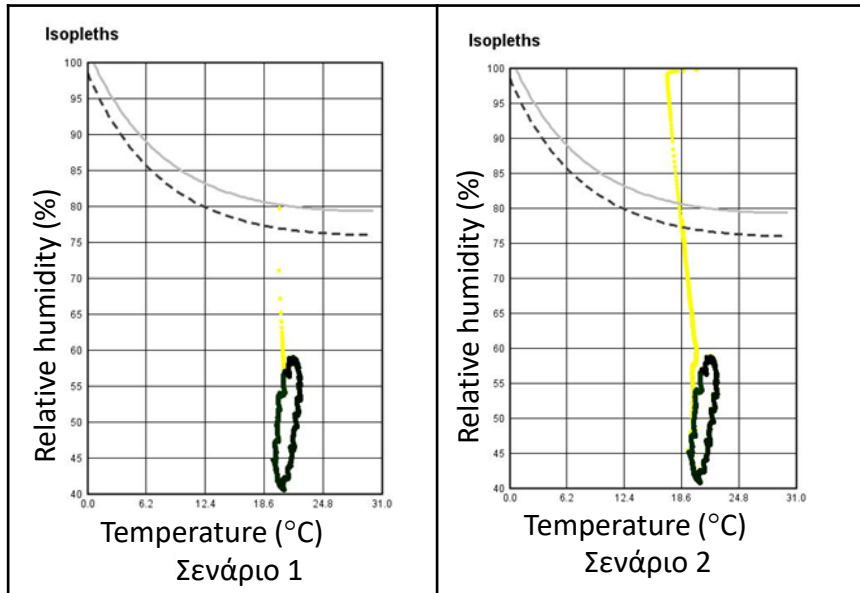 Isopleths
Relative humidity (%)
100
95
90
85
80
75
70
65
60
55
50
45
40
0.0 6.2 12.4 18.6 24.8 31.0
Temperature (°C)
Σενάριο 1
Isopleths
Relative humidity (%)
100
95
90
85
80
75
70
65
60
55
50
45
40
0.0 6.2 12.4 18.6 24.8 31.0
Temperature (°C)
Σενάριο 2